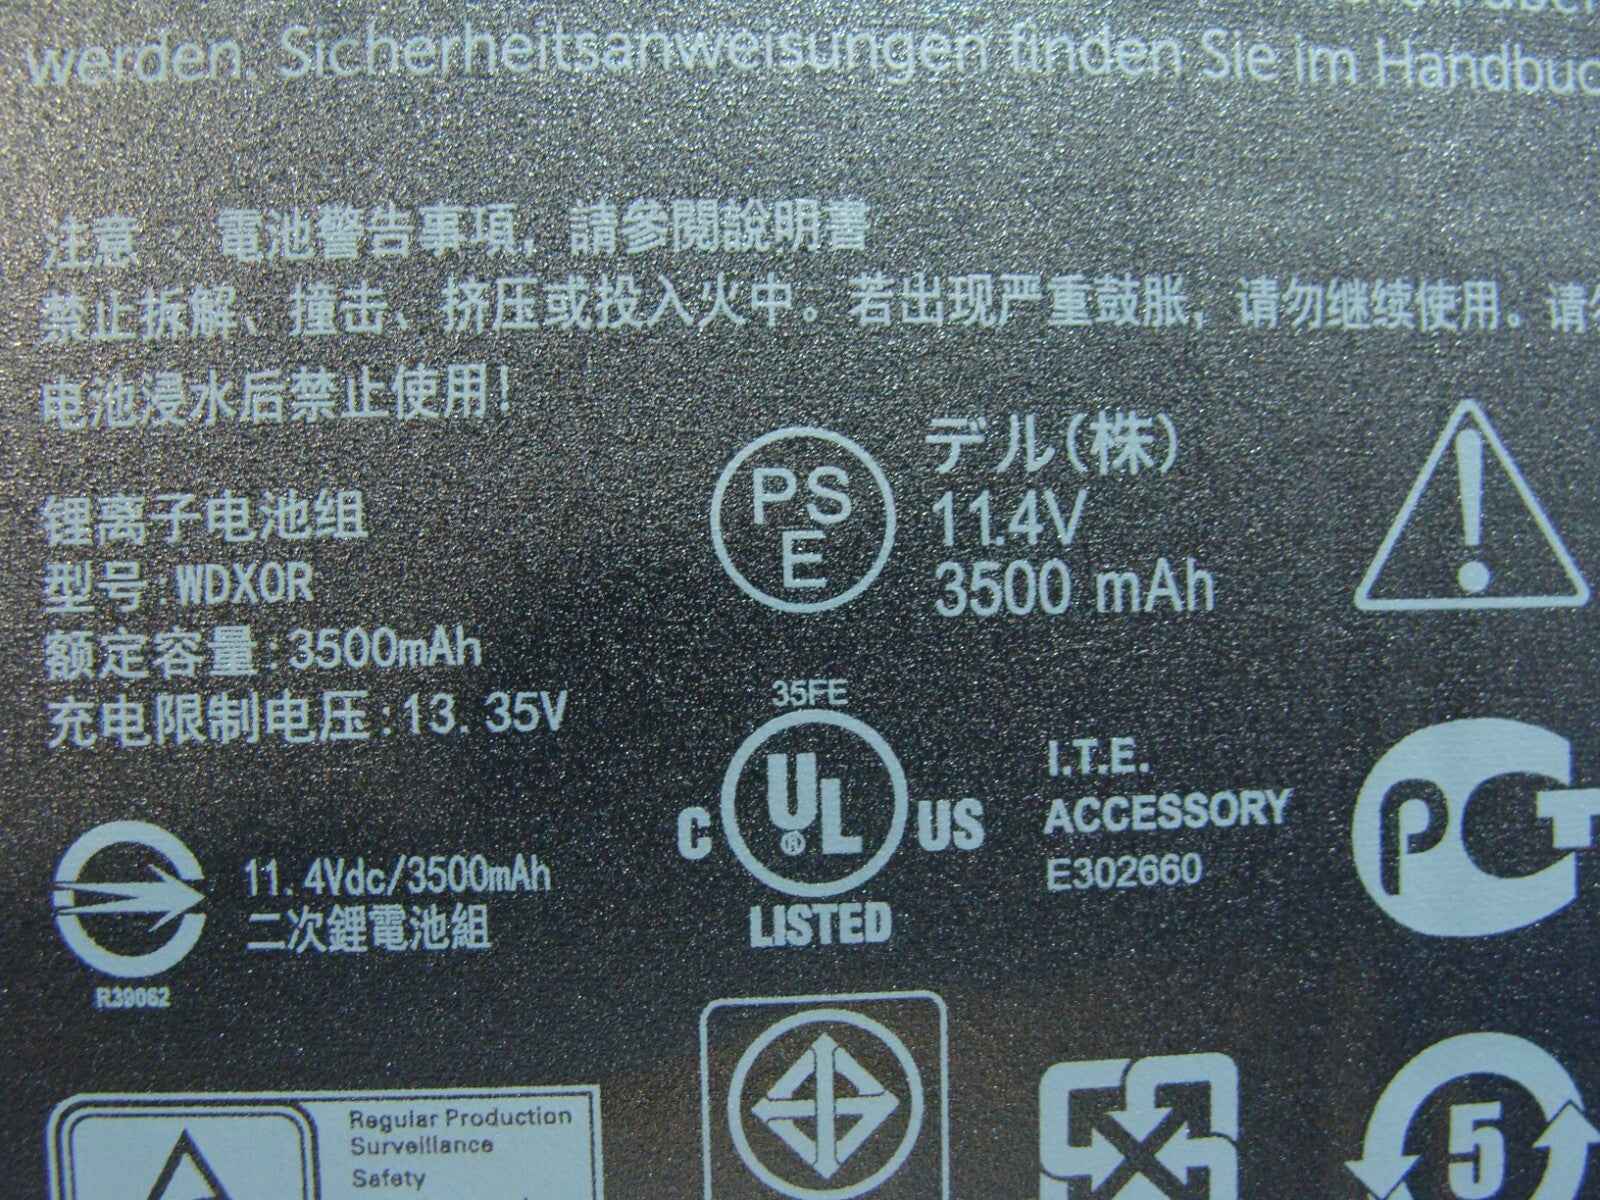 werden. Sicherheitsanweisungen finden Sie im Handbuc
注意 、電池警告事項, 請參閱說明書
禁止拆解、撞击、挤压或投入火中。若出现严重鼓胀, 请勿继续使用。请勿
电池浸水后禁止使用!
锂离子电池组
型号:WDX0R
额定容量:3500mAh
充电限制电压:13.35V
PS
E
デル(株)
11.4V
3500 mAh
11.4Vdc/3500mAh
二次鋰電池組
R39062
35FE
C UL® US
LISTED
I.T.E.
ACCESSORY
E302660
PCT
Regular Production
Surveillance
Safety
5